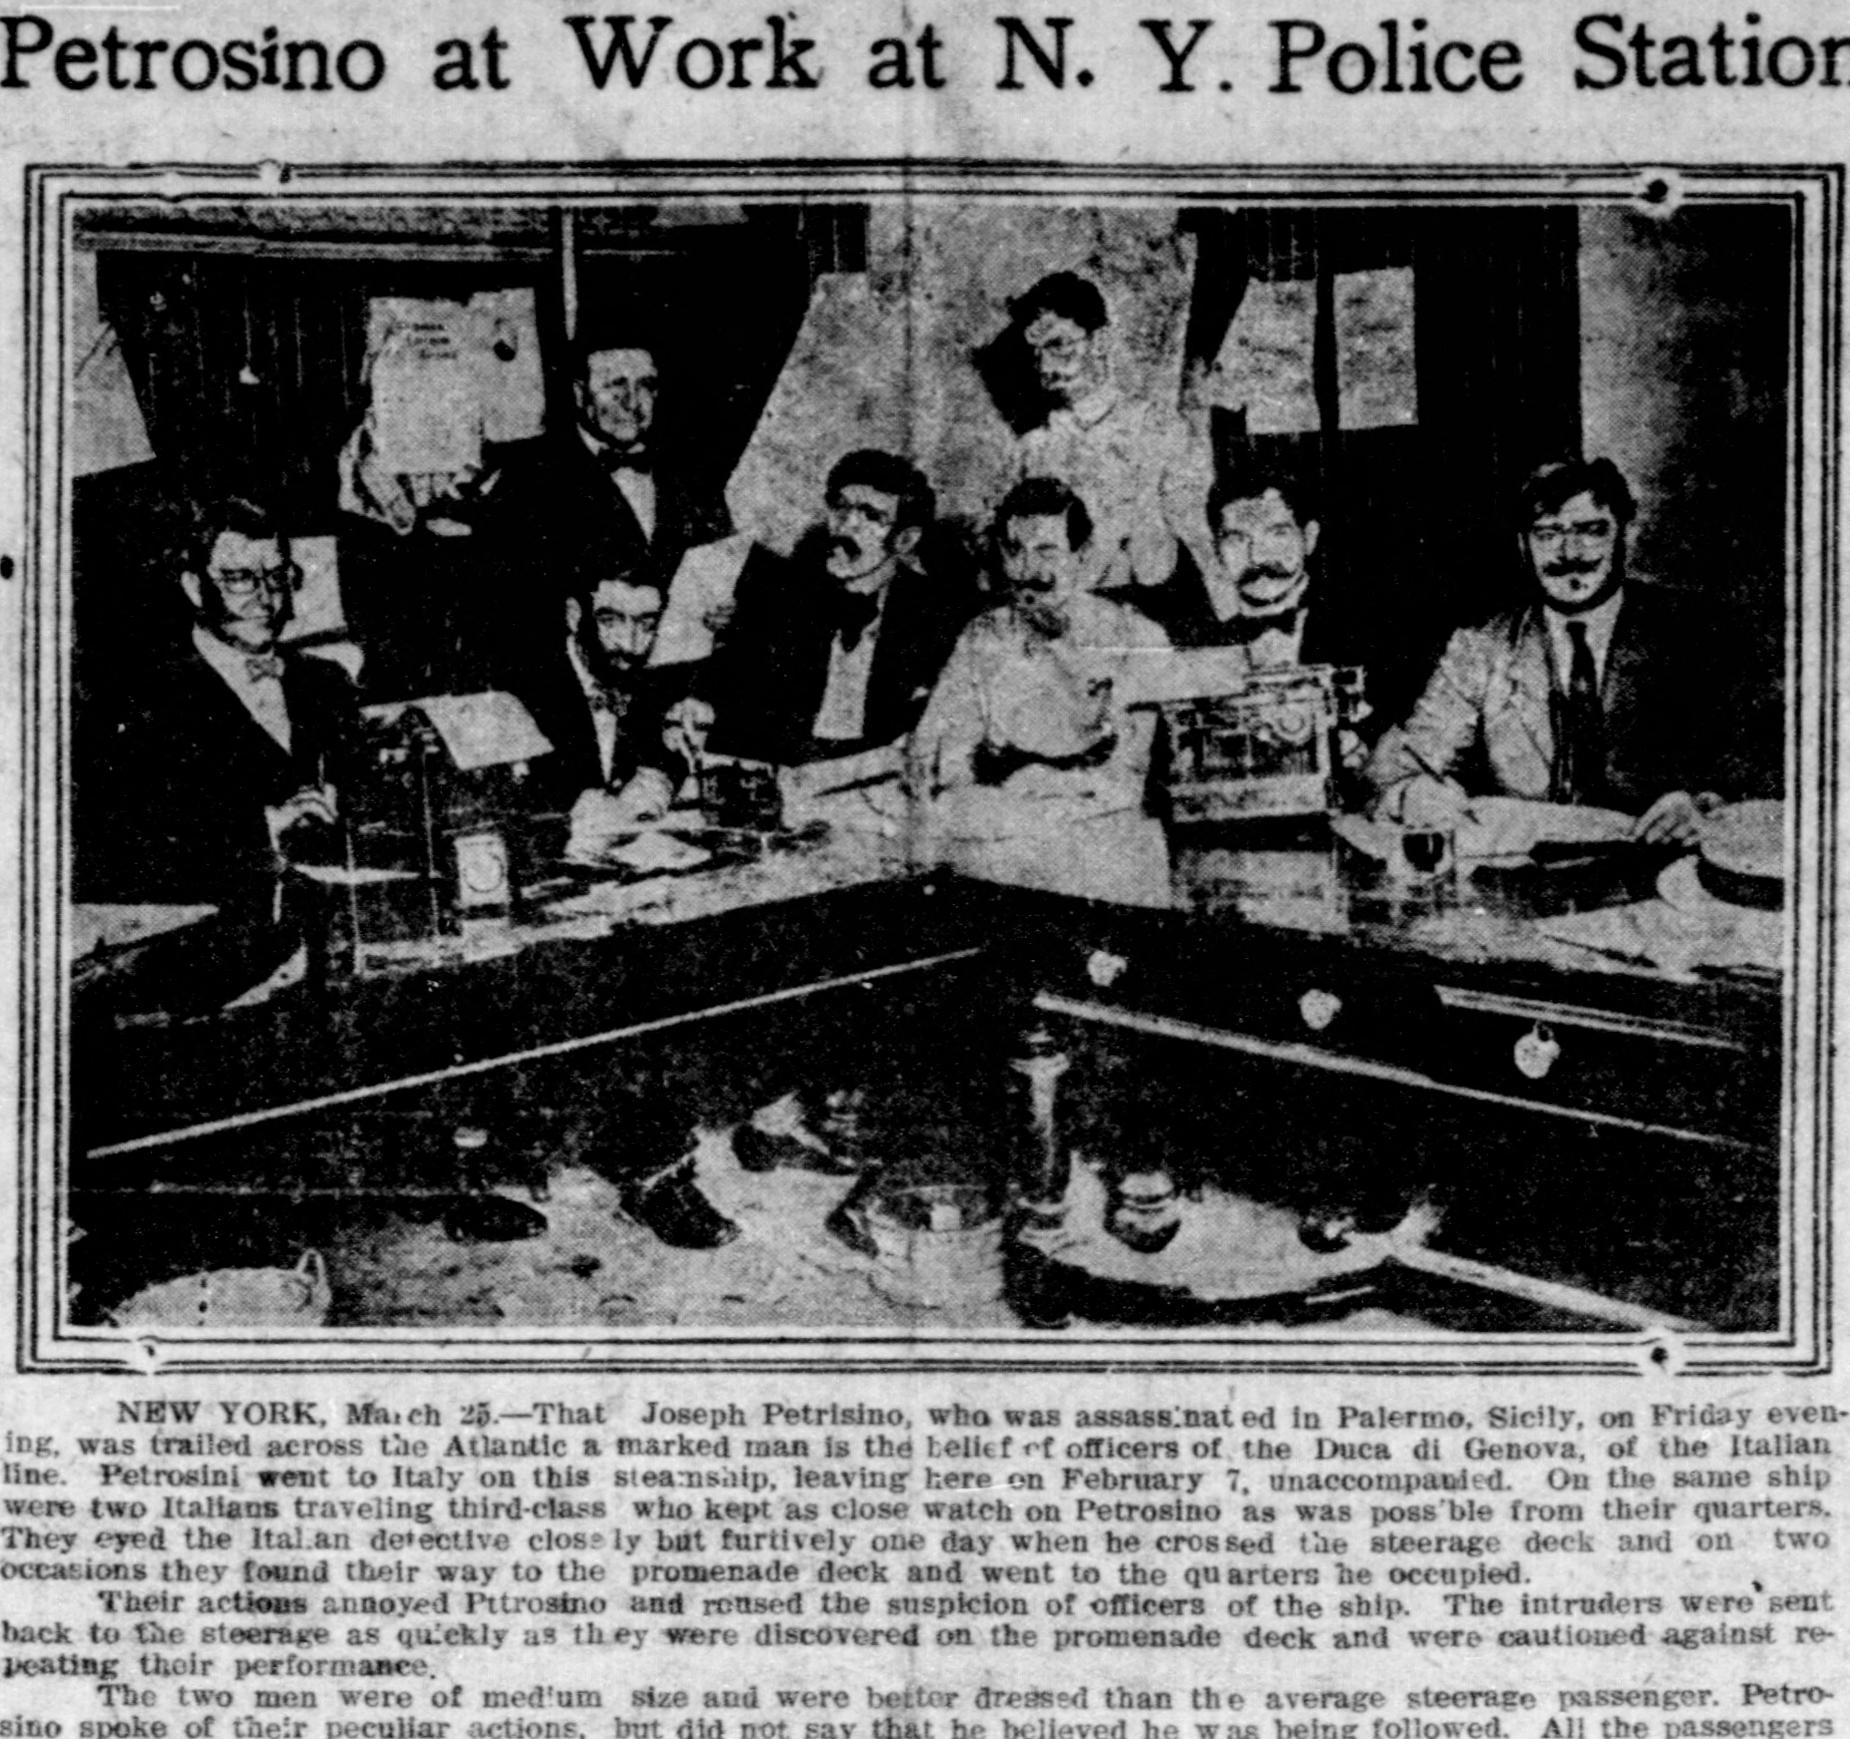 Petrosino at Work at N. Y. Police Station
NEW YORK, March 25.—That Joseph Petrisino, who was assassinated in Palermo, Sicily, on Friday even-
ing, was trailed across the Atlantic a marked man is the belief of officers of the Duca di Genova, of the Italian
line. Petrosini went to Italy on this steamship, leaving here on February 7, unaccompanied. On the same ship
were two Italians traveling third-class who kept as close watch on Petrosino as was poss'ble from their quarters.
They eyed the Italian detective closely but furtively one day when he crossed the steerage deck and on two
occasions they found their way to the promenade deck and went to the quarters he occupied.
Their actions annoyed Pttrosino and roused the suspicion of officers of the ship. The intruders were sent
back to the steerage as quickly as they were discovered on the promenade deck and were cautioned against re-
peating their performance.
The two men were of medium size and were better dressed than the average steerage passenger. Petro-
sino spoke of their peculiar actions, but did not say that he believed he was being followed. All the passengers